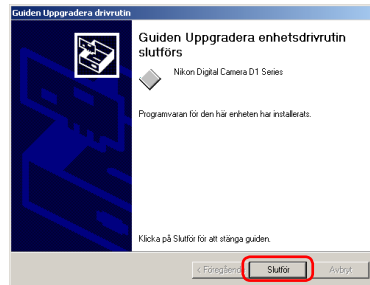 Guiden Uppgradera drivrutin
Guiden Uppgradera enhetsdrivrutin
slutförs
Nikon Digital Camera D1 Series
Programvaran för den här enheten har installerats.
Klicka på Slutför för att stänga guiden.
< Föregående Slutför Avbryt